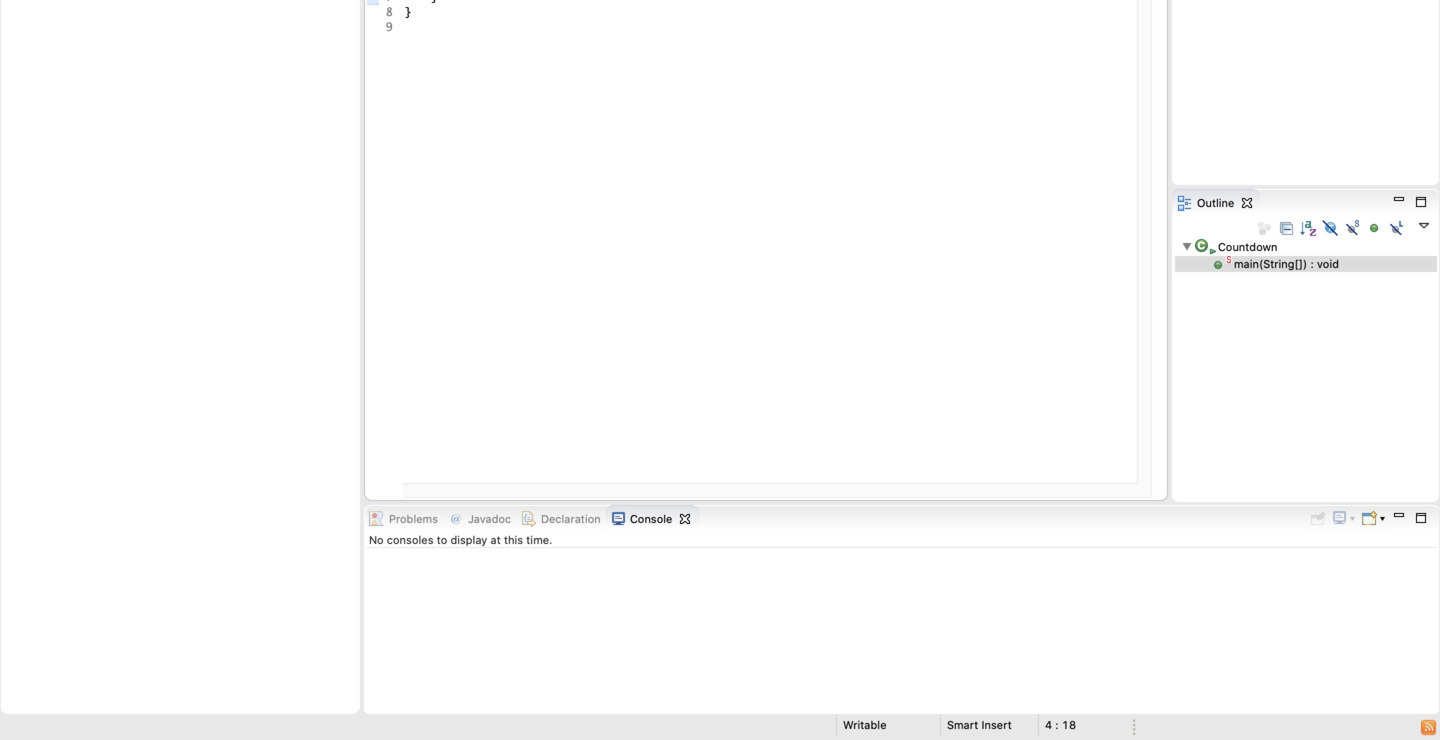 8 }
9
Outline
Countdown
main(String[]) : void
Problems Javadoc Declaration Console
No consoles to display at this time.
Writable Smart Insert 4 : 18